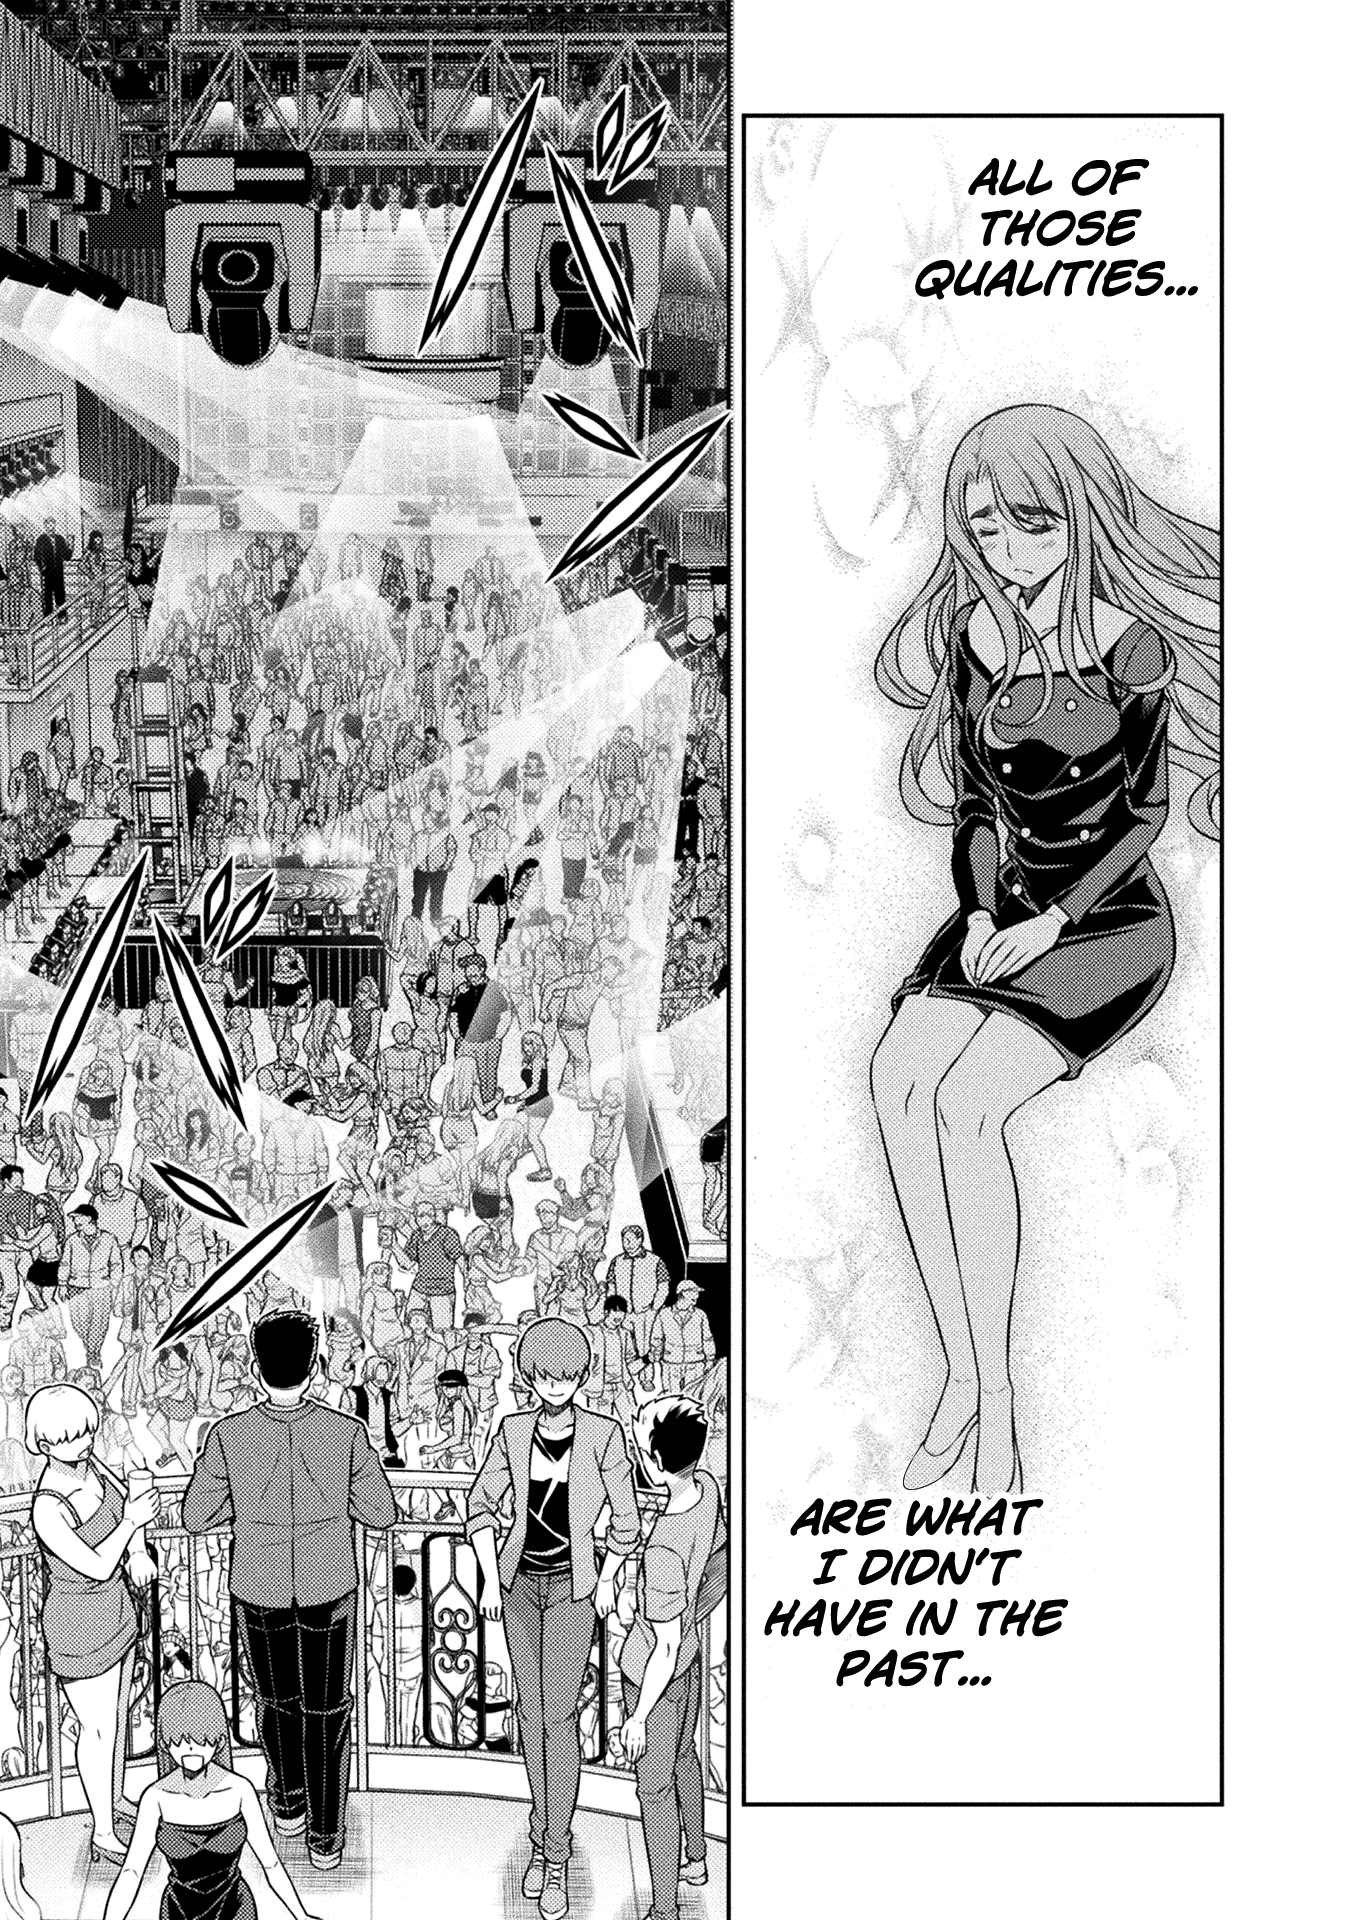 ALL OF
THOSE
QUALITIES...
ARE WHAT
I DIDN'T
HAVE IN THE
PAST...